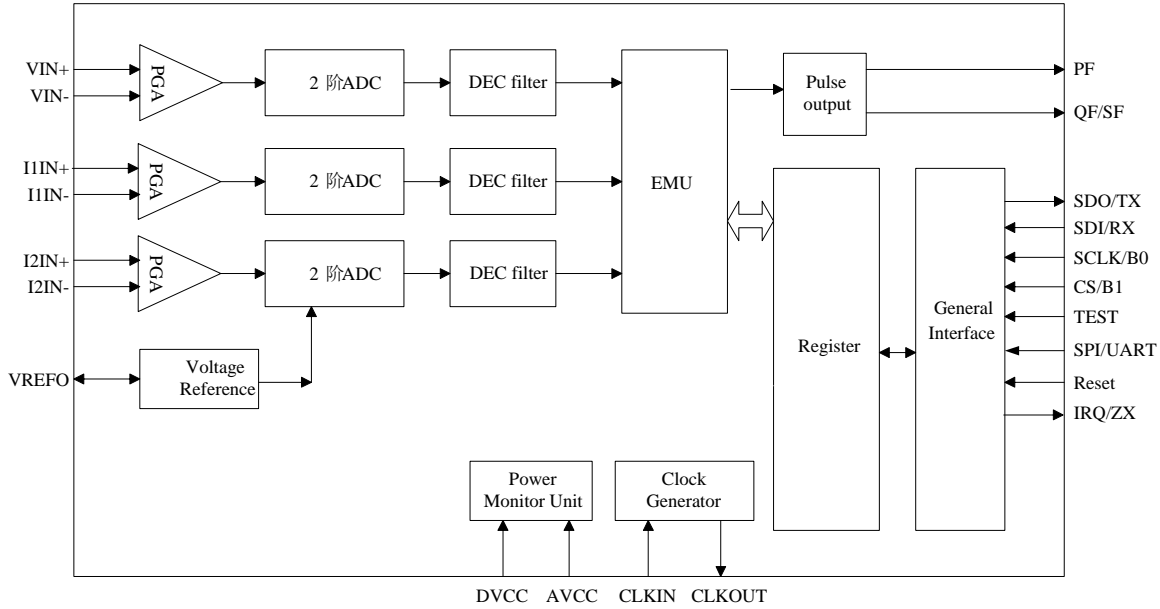 VIN+
VIN-
PGA
2 阶ADC
DEC filter
EMU
Pulse
output
PF
QF/SF
I1IN+
I1IN-
PGA
2 阶ADC
DEC filter
I2IN+
I2IN-
PGA
2 阶ADC
DEC filter
VREFO
Voltage
Reference
Register
General
Interface
SDO/TX
SDI/RX
SCLK/B0
CS/B1
TEST
SPI/UART
Reset
IRQ/ZX
Power
Monitor Unit
Clock
Generator
DVCC
AVCC
CLKIN
CLKOUT